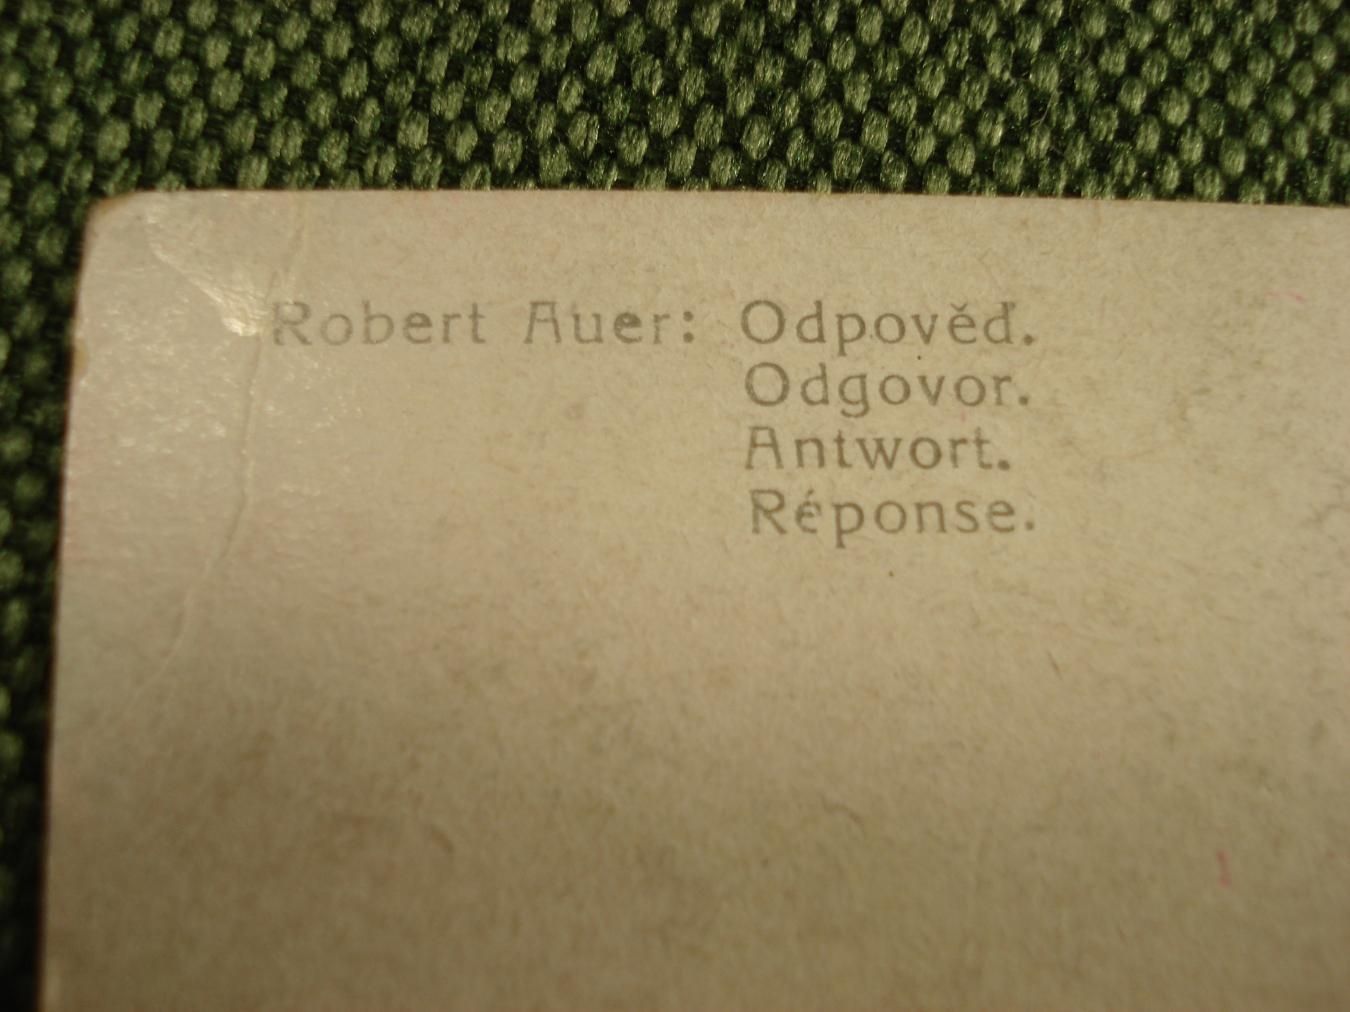 Robert Auer: Odpověď.
Odgovor.
Antwort.
Réponse.